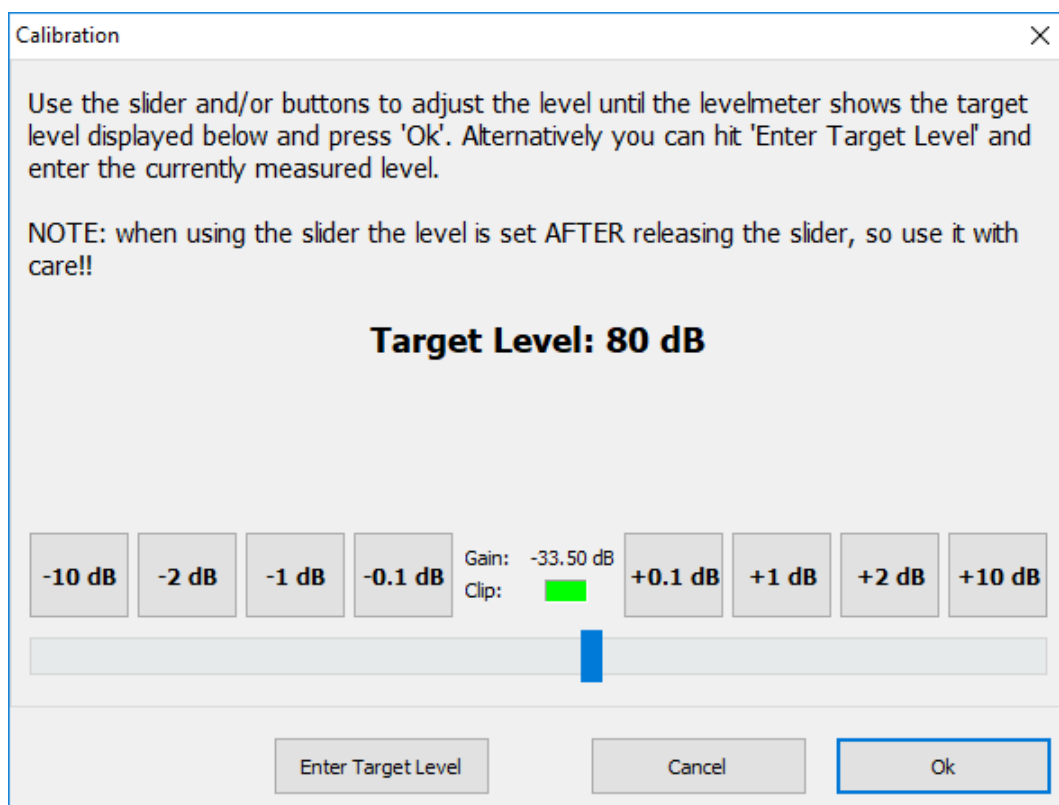 Calibration
Use the slider and/or buttons to adjust the level until the levelmeter shows the target
level displayed below and press 'Ok'. Alternatively you can hit 'Enter Target Level' and
enter the currently measured level.
NOTE: when using the slider the level is set AFTER releasing the slider, so use it with
care!!
Target Level: 80 dB
-10 dB -2 dB -1 dB -0.1 dB Gain: -33.50 dB +0.1 dB +1 dB +2 dB +10 dB
Clip:
Enter Target Level Cancel Ok